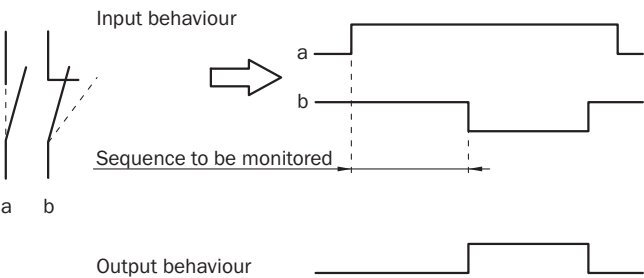 Input behaviour
a
b
Sequence to be monitored
a b
Output behaviour